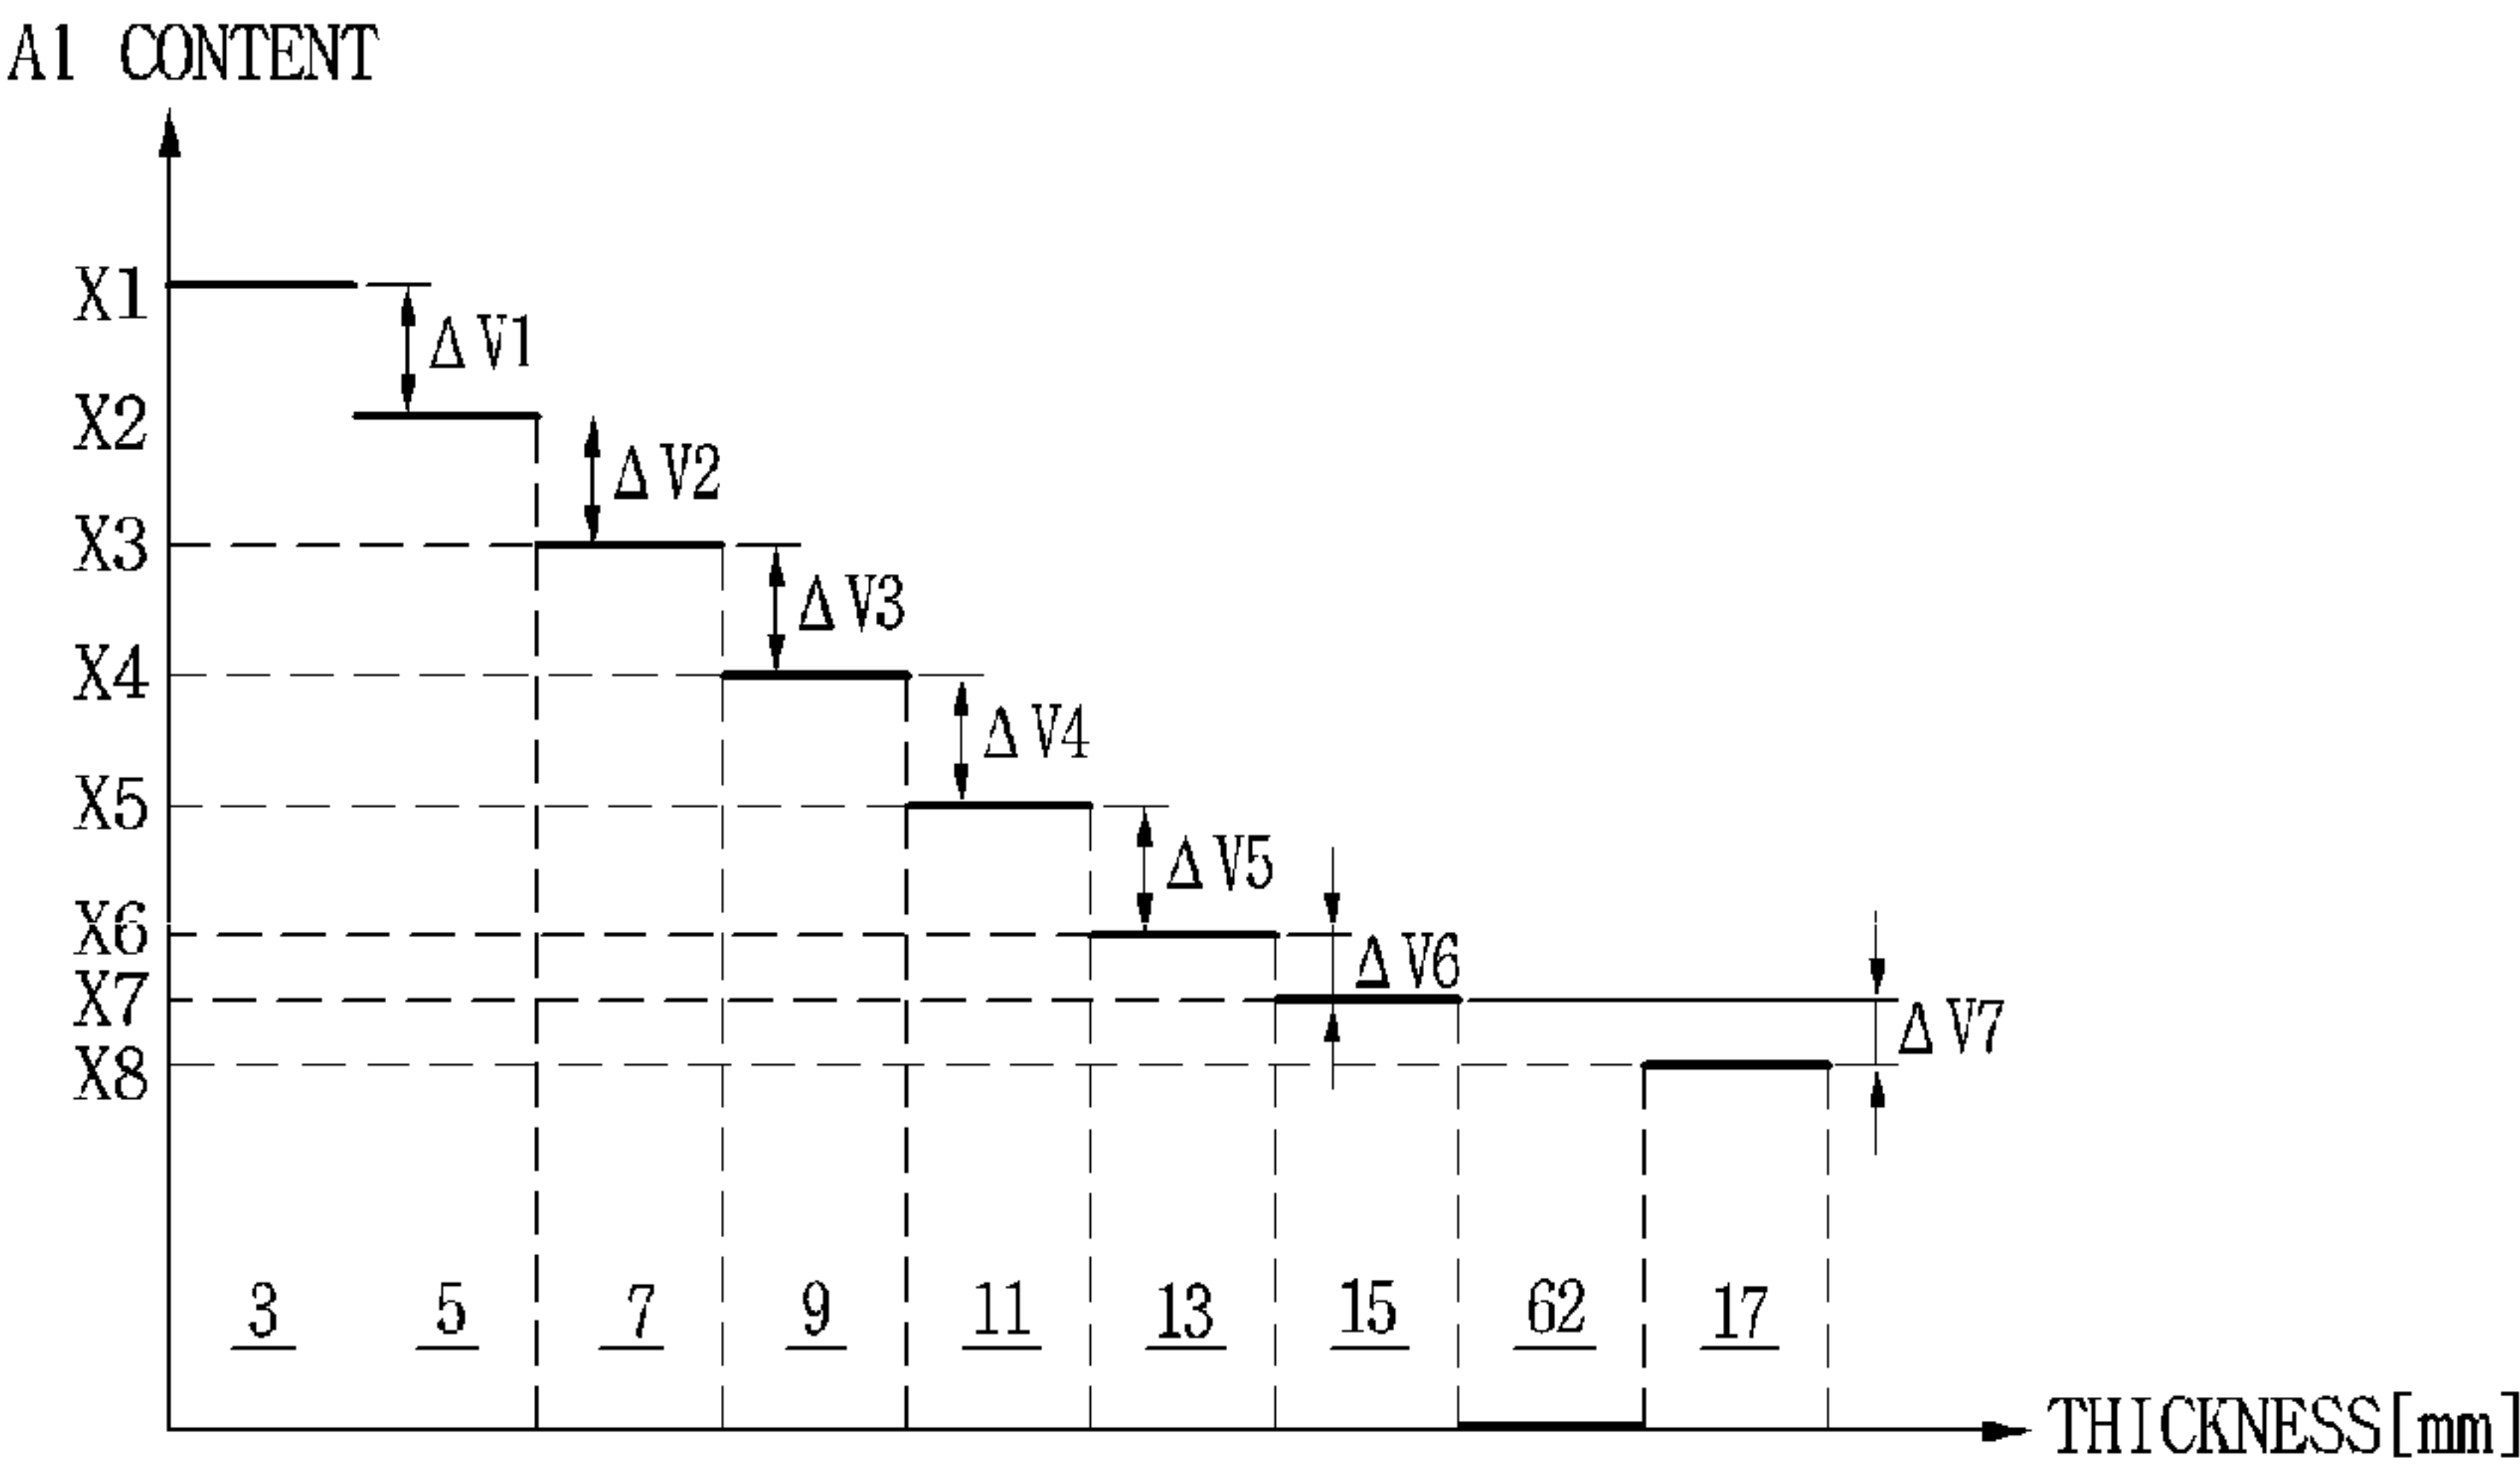 Al CONTENT
X1
ΔV1
X2
ΔV2
X3
ΔV3
X4
ΔV4
X5
ΔV5
X6
ΔV6
X7
ΔV7
X8
3 5 7 9 11 13 15 62 17
THICKNESS[mm]